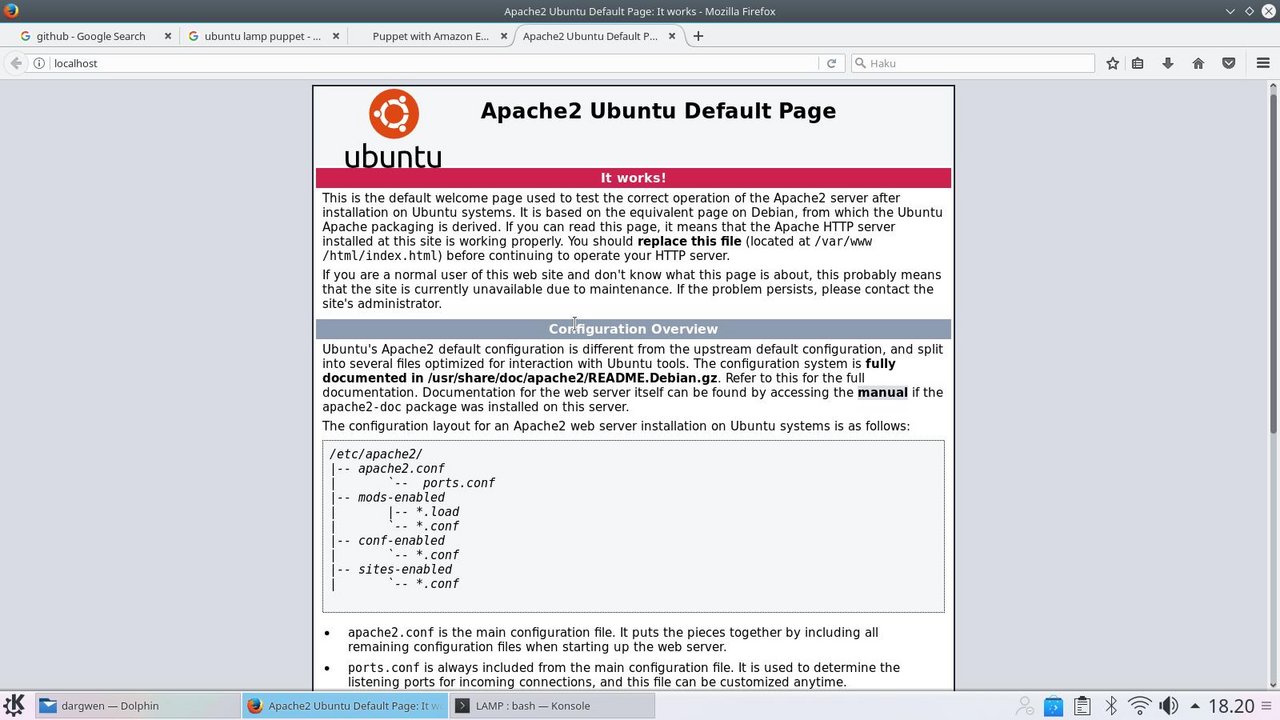 Apache2 Ubuntu Default Page: It works - Mozilla Firefox
github - Google Search
ubuntu lamp puppet - ...
Puppet with Amazon E...
Apache2 Ubuntu Default P...
localhost
Haku
ubuntu
Apache2 Ubuntu Default Page
It works!
This is the default welcome page used to test the correct operation of the Apache2 server after
installation on Ubuntu systems. It is based on the equivalent page on Debian, from which the Ubuntu
Apache packaging is derived. If you can read this page, it means that the Apache HTTP server
installed at this site is working properly. You should replace this file (located at /var/www
/html/index.html) before continuing to operate your HTTP server.
If you are a normal user of this web site and don't know what this page is about, this probably means
that the site is currently unavailable due to maintenance. If the problem persists, please contact the
site's administrator.
Configuration Overview
Ubuntu's Apache2 default configuration is different from the upstream default configuration, and split
into several files optimized for interaction with Ubuntu tools. The configuration system is fully
documented in /usr/share/doc/apache2/README.Debian.gz. Refer to this for the full
documentation. Documentation for the web server itself can be found by accessing the manual if the
apache2-doc package was installed on this server.
The configuration layout for an Apache2 web server installation on Ubuntu systems is as follows:
/etc/apache2/
|-- apache2.conf
|       `--  ports.conf
|-- mods-enabled
|       |-- *.load
|       `-- *.conf
|-- conf-enabled
|       `-- *.conf
|-- sites-enabled
|       `-- *.conf
• apache2.conf is the main configuration file. It puts the pieces together by including all
remaining configuration files when starting up the web server.
• ports.conf is always included from the main configuration file. It is used to determine the
listening ports for incoming connections, and this file can be customized anytime.
dargwen — Dolphin
Apache2 Ubuntu Default Page: It w
LAMP : bash — Konsole
18.20